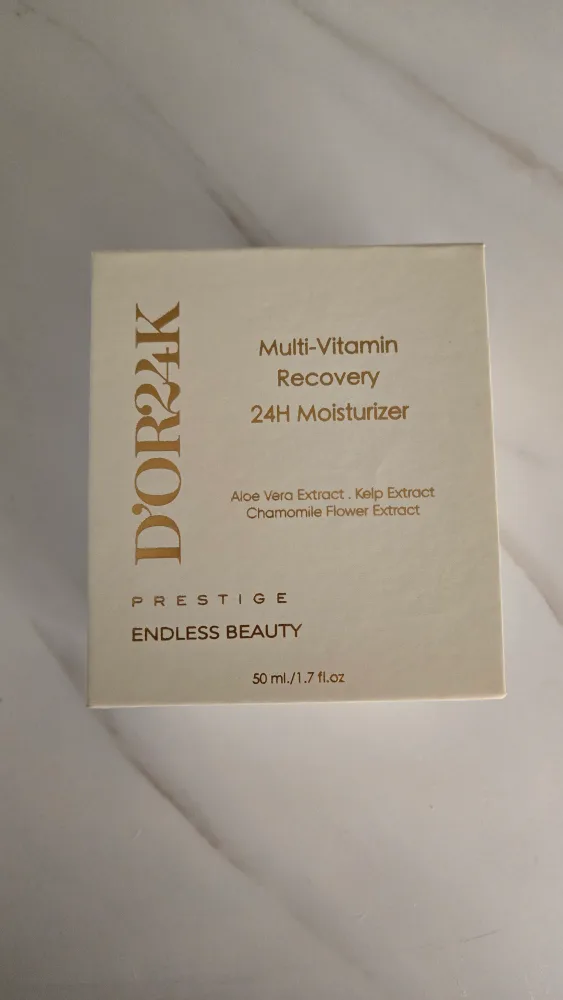 D'OR24K
Multi-Vitamin
Recovery
24H Moisturizer
Aloe Vera Extract . Kelp Extract
Chamomile Flower Extract
PRESTIGE
ENDLESS BEAUTY
50 ml./1.7 fl.oz